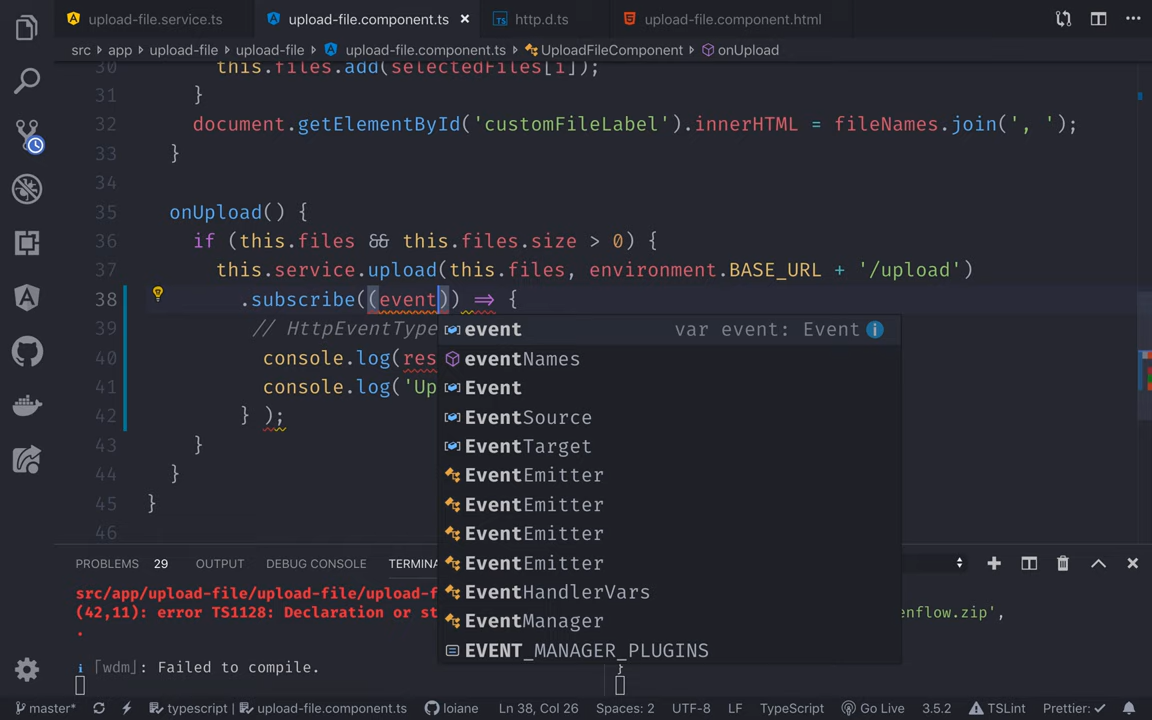 upload-file.service.ts
upload-file.component.ts ×
http.d.ts
upload-file.component.html
src > app > upload-file > upload-file > upload-file.component.ts > UploadFileComponent > onUpload
30 this.files.add(selectedFiles[i]);
31 }
32 document.getElementById('customFileLabel').innerHTML = fileNames.join(', ');
33 }
34
35 onUpload() {
36 if (this.files && this.files.size > 0) {
37 this.service.upload(this.files, environment.BASE_URL + '/upload')
38 .subscribe((event)) => {
39 // HttpEventType
40 console.log(res
41 console.log('Up
42 } );
43 }
44 }
45 }
46
event var event: Event
eventNames
Event
EventSource
EventTarget
EventEmitter
EventEmitter
EventEmitter
EventEmitter
EventHandlerVars
EventManager
EVENT_MANAGER_PLUGINS
PROBLEMS 29 OUTPUT DEBUG CONSOLE TERMINA
src/app/upload-file/upload-file/upload-f
(42,11): error TS1128: Declaration or st
.
i ｢wdm｣: Failed to compile.
enflow.zip',
}
master* typescript | upload-file.component.ts loiane Ln 38, Col 26 Spaces: 2 UTF-8 LF TypeScript Go Live 3.5.2 TSLint Prettier: ✓